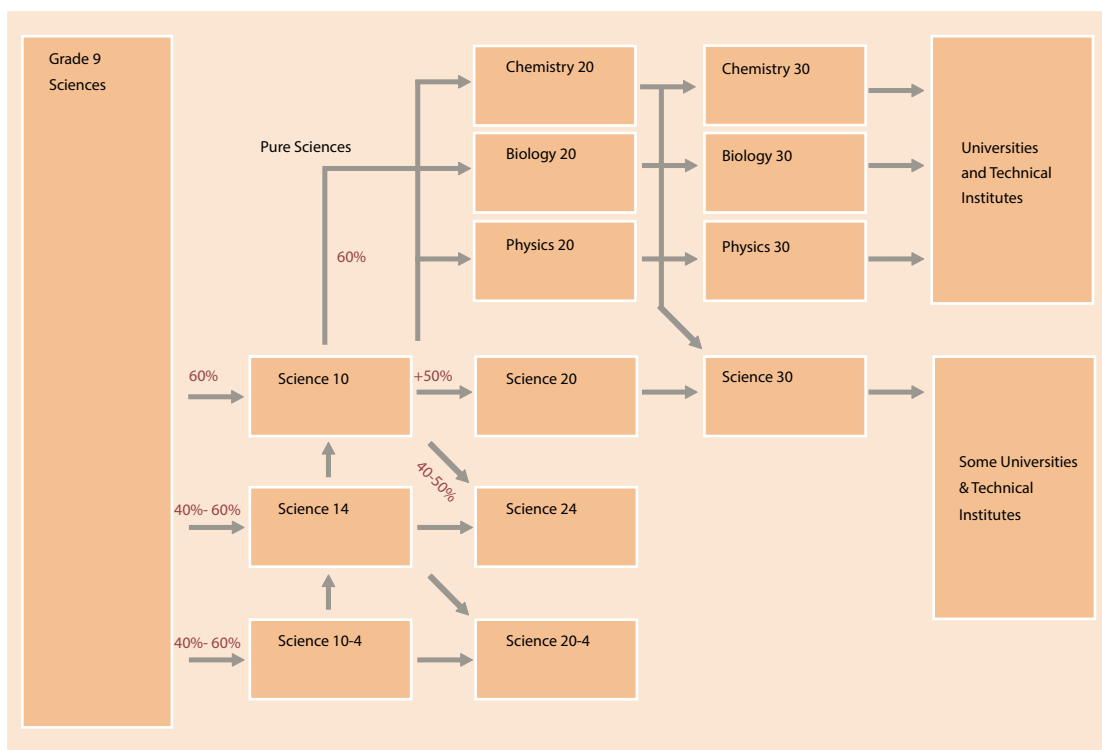 Grade 9
Sciences
Pure Sciences
60%
60%
Science 10
+50%
40%- 60%
Science 14
40-50%
40%- 60%
Science 10-4
Chemistry 20
Biology 20
Physics 20
Science 20
Science 24
Science 20-4
Chemistry 30
Biology 30
Physics 30
Science 30
Universities
and Technical
Institutes
Some Universities
& Technical
Institutes